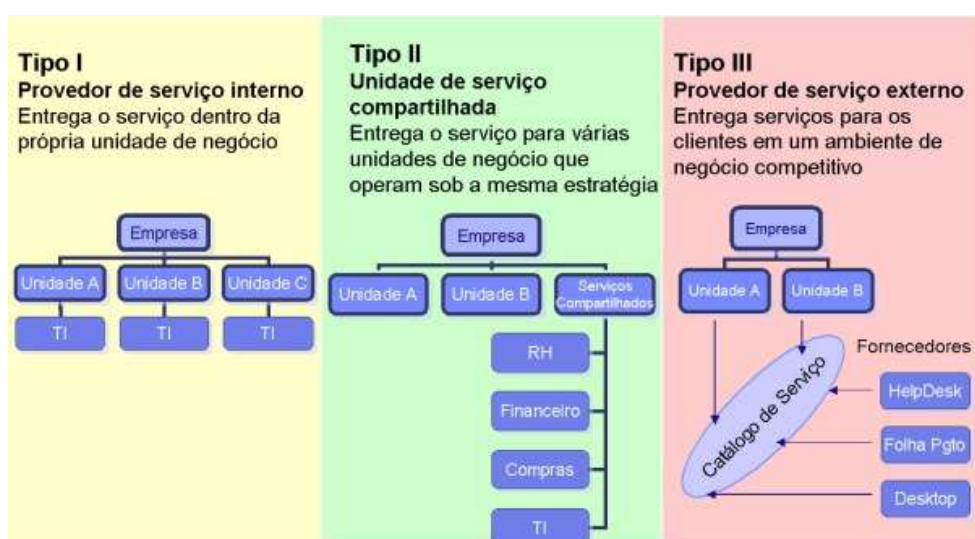 Tipo I
Provedor de serviço interno
Entrega o serviço dentro da
própria unidade de negócio
Empresa
Unidade A
Unidade B
Unidade C
TI
TI
TI
Tipo II
Unidade de serviço
compartilhada
Entrega o serviço para várias
unidades de negócio que
operam sob a mesma estratégia
Empresa
Unidade A
Unidade B
Serviços
Compartilhados
RH
Financeiro
Compras
TI
Tipo III
Provedor de serviço externo
Entrega serviços para os
clientes em um ambiente de
negócio competitivo
Empresa
Unidade A
Unidade B
Fornecedores
Catálogo de Serviço
HelpDesk
Folha Pgto
Desktop